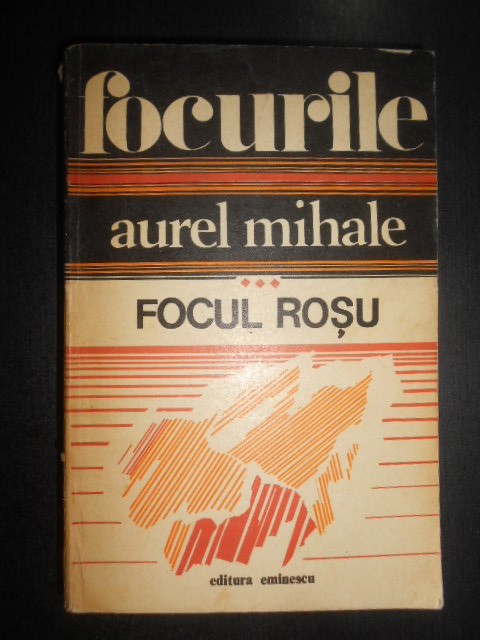 focurile
aurel mihale
FOCUL ROȘU
editura eminescu